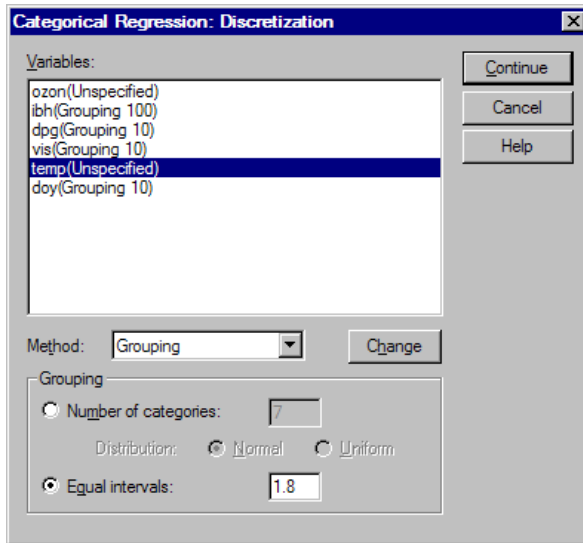 Categorical Regression: Discretization
Variables:
ozon(Unspecified)
ibh(Grouping 100)
dpg(Grouping 10)
vis(Grouping 10)
temp(Unspecified)
doy(Grouping 10)
Continue
Cancel
Help
Method: Grouping Change
Grouping
Number of categories: 7
Distribution: Normal Uniform
Equal intervals: 1.8